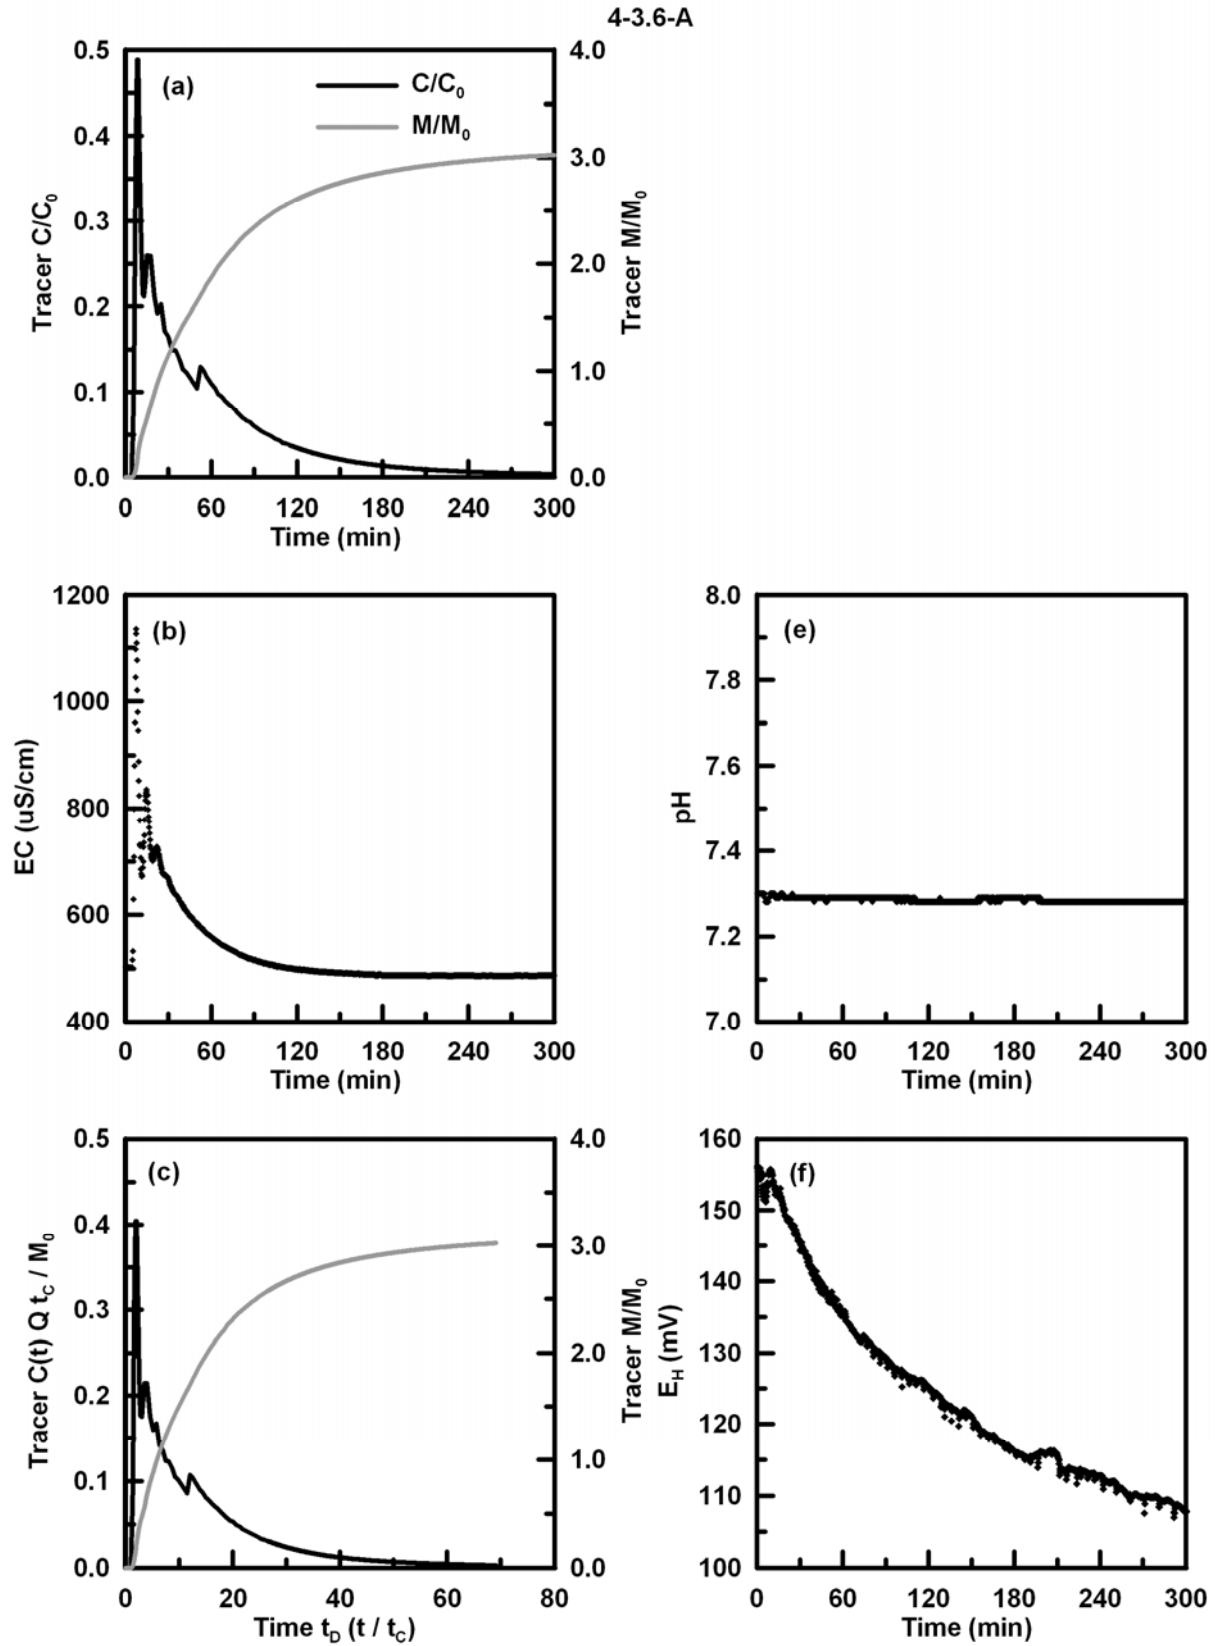 4-3.6-A
(a)
C/C0
M/M0
0.5
0.4
0.3
0.2
0.1
0.0
Tracer C/C0
4.0
3.0
2.0
1.0
0.0
Tracer M/M0
0 60 120 180 240 300
Time (min)
(b)
1200
1000
800
600
400
EC (uS/cm)
0 60 120 180 240 300
Time (min)
(e)
8.0
7.8
7.6
7.4
7.2
7.0
pH
0 60 120 180 240 300
Time (min)
(c)
0.5
0.4
0.3
0.2
0.1
0.0
Tracer C(t) Q tC / M0
4.0
3.0
2.0
1.0
0.0
Tracer M/M0
0 20 40 60 80
Time tD (t / tC)
(f)
160
150
140
130
120
110
100
EH (mV)
0 60 120 180 240 300
Time (min)